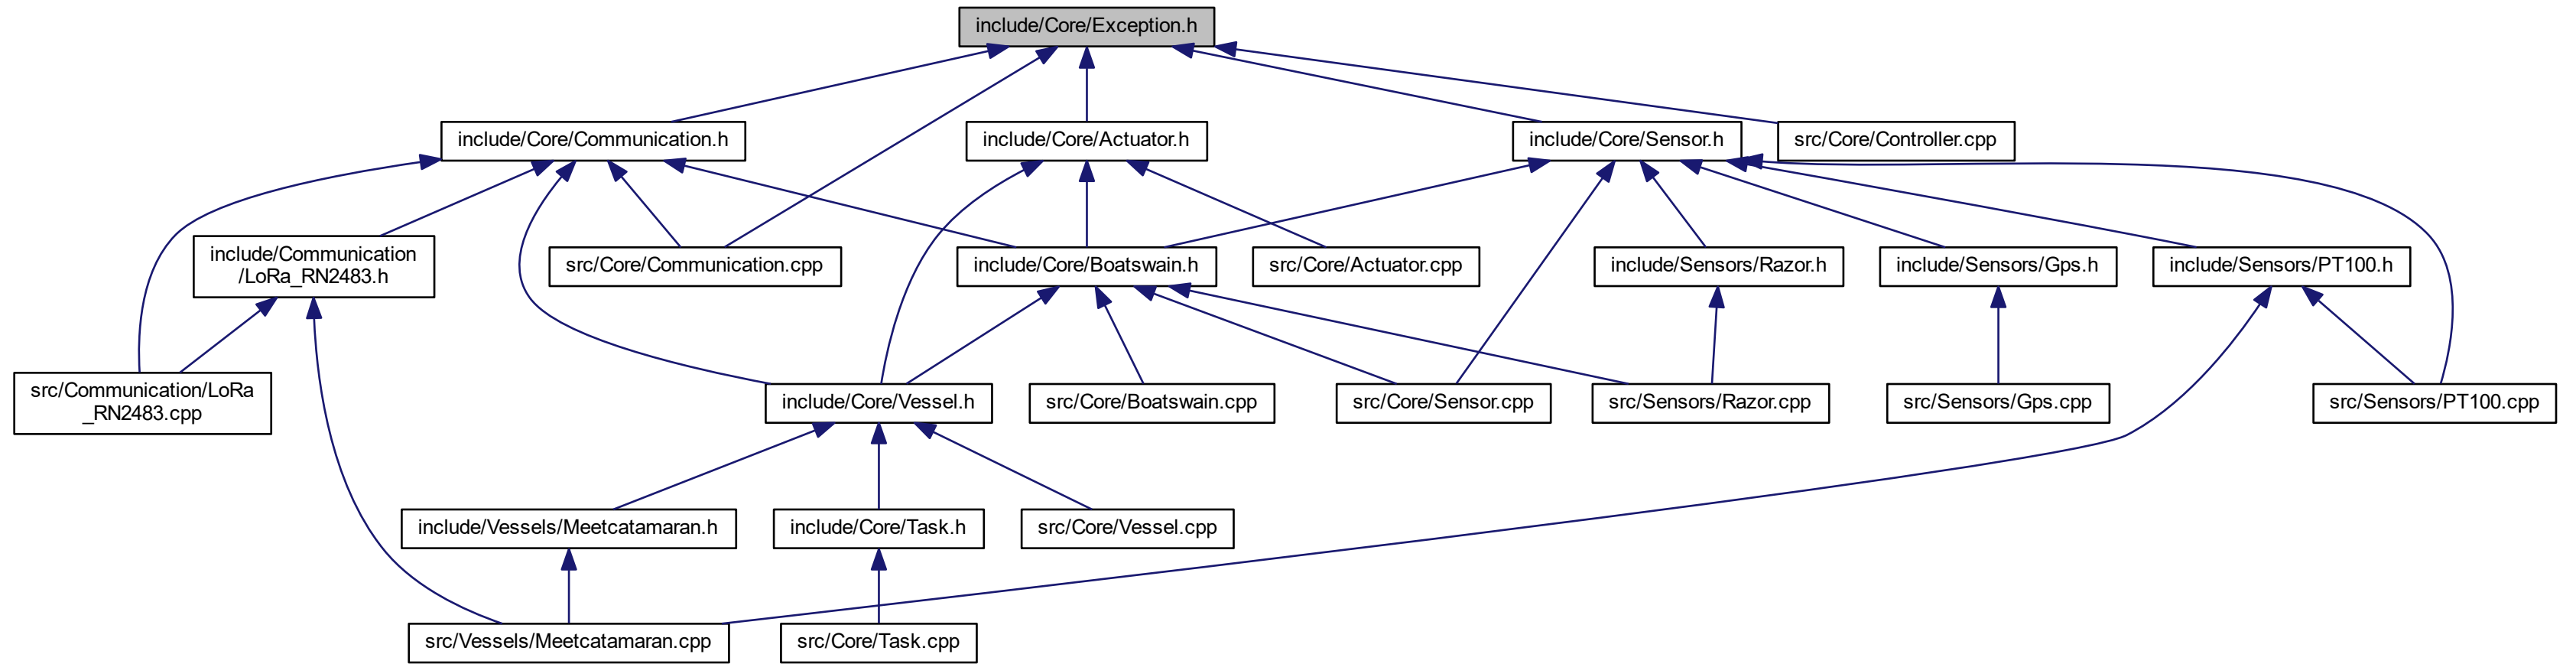 include/Core/Exception.h
include/Core/Communication.h
include/Core/Actuator.h
include/Core/Sensor.h
src/Core/Controller.cpp
include/Communication
/LoRa_RN2483.h
src/Core/Communication.cpp
include/Core/Boatswain.h
src/Core/Actuator.cpp
include/Sensors/Razor.h
include/Sensors/Gps.h
include/Sensors/PT100.h
src/Communication/LoRa
_RN2483.cpp
include/Core/Vessel.h
src/Core/Boatswain.cpp
src/Core/Sensor.cpp
src/Sensors/Razor.cpp
src/Sensors/Gps.cpp
src/Sensors/PT100.cpp
include/Vessels/Meetcatamaran.h
include/Core/Task.h
src/Core/Vessel.cpp
src/Vessels/Meetcatamaran.cpp
src/Core/Task.cpp